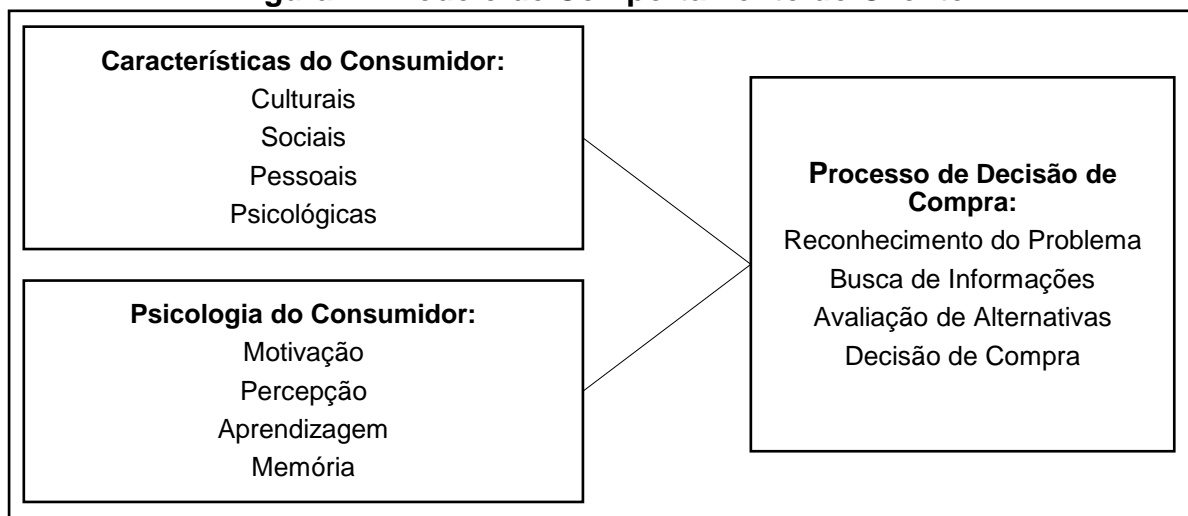 Características do Consumidor:
Culturais
Sociais
Pessoais
Psicológicas
Psicologia do Consumidor:
Motivação
Percepção
Aprendizagem
Memória
Processo de Decisão de
Compra:
Reconhecimento do Problema
Busca de Informações
Avaliação de Alternativas
Decisão de Compra